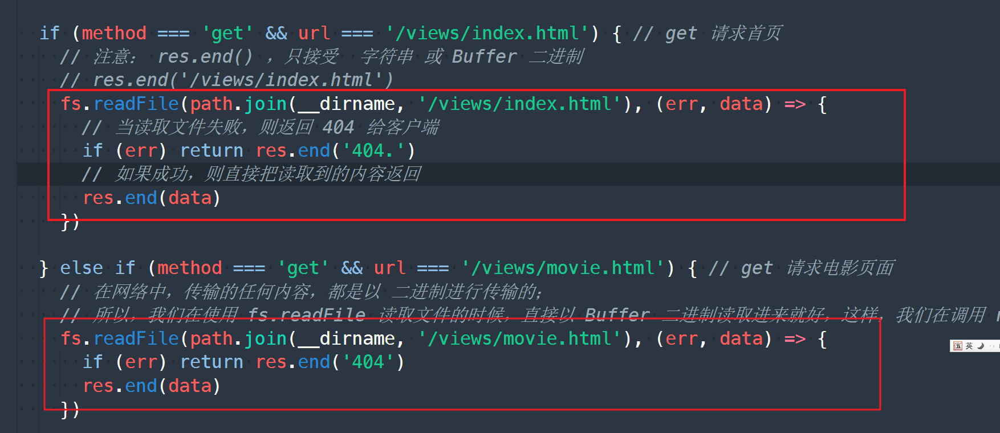 if (method === 'get' && url === '/views/index.html') { // get 请求首页
// 注意: res.end() ，只接受 字符串 或 Buffer 二进制
// res.end('/views/index.html')
fs.readFile(path.join(__dirname, '/views/index.html'), (err, data) => {
// 当读取文件失败，则返回 404 给客户端
if (err) return res.end('404.')
// 如果成功，则直接把读取到的内容返回
res.end(data)
})
} else if (method === 'get' && url === '/views/movie.html') { // get 请求电影页面
// 在网络中，传输的任何内容，都是以 二进制进行传输的；
// 所以，我们在使用 fs.readFile 读取文件的时候，直接以 Buffer 二进制读取进来就好，这样，我们在调用
fs.readFile(path.join(__dirname, '/views/movie.html'), (err, data) => {
五 英
if (err) return res.end('404')
res.end(data)
})